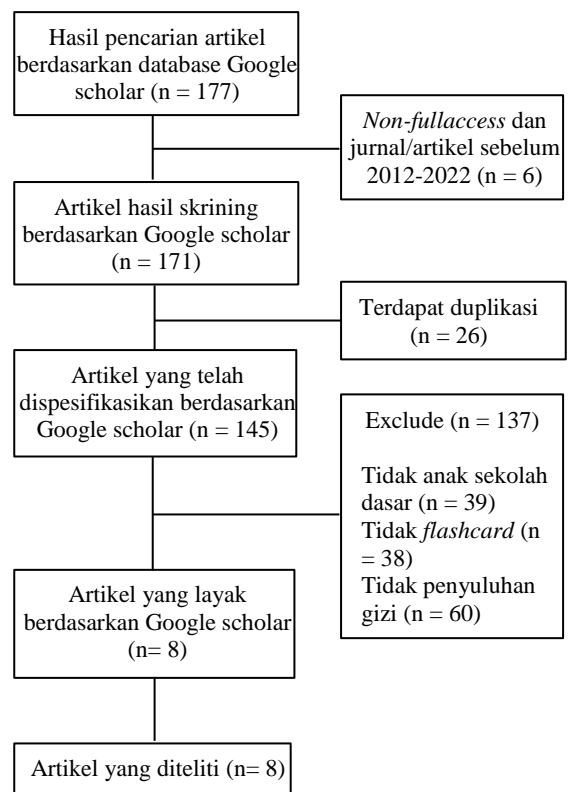 Hasil pencarian artikel
berdasarkan database Google
scholar (n = 177)
Non-fullaccess dan
jurnal/artikel sebelum
2012-2022 (n = 6)
Artikel hasil skrining
berdasarkan Google scholar
(n = 171)
Terdapat duplikasi
(n = 26)
Artikel yang telah
dispesifikasikan berdasarkan
Google scholar (n = 145)
Exclude (n = 137)
Tidak anak sekolah
dasar (n = 39)
Tidak flashcard (n
= 38)
Tidak penyuluhan
gizi (n = 60)
Artikel yang layak
berdasarkan Google scholar
(n= 8)
Artikel yang diteliti (n= 8)